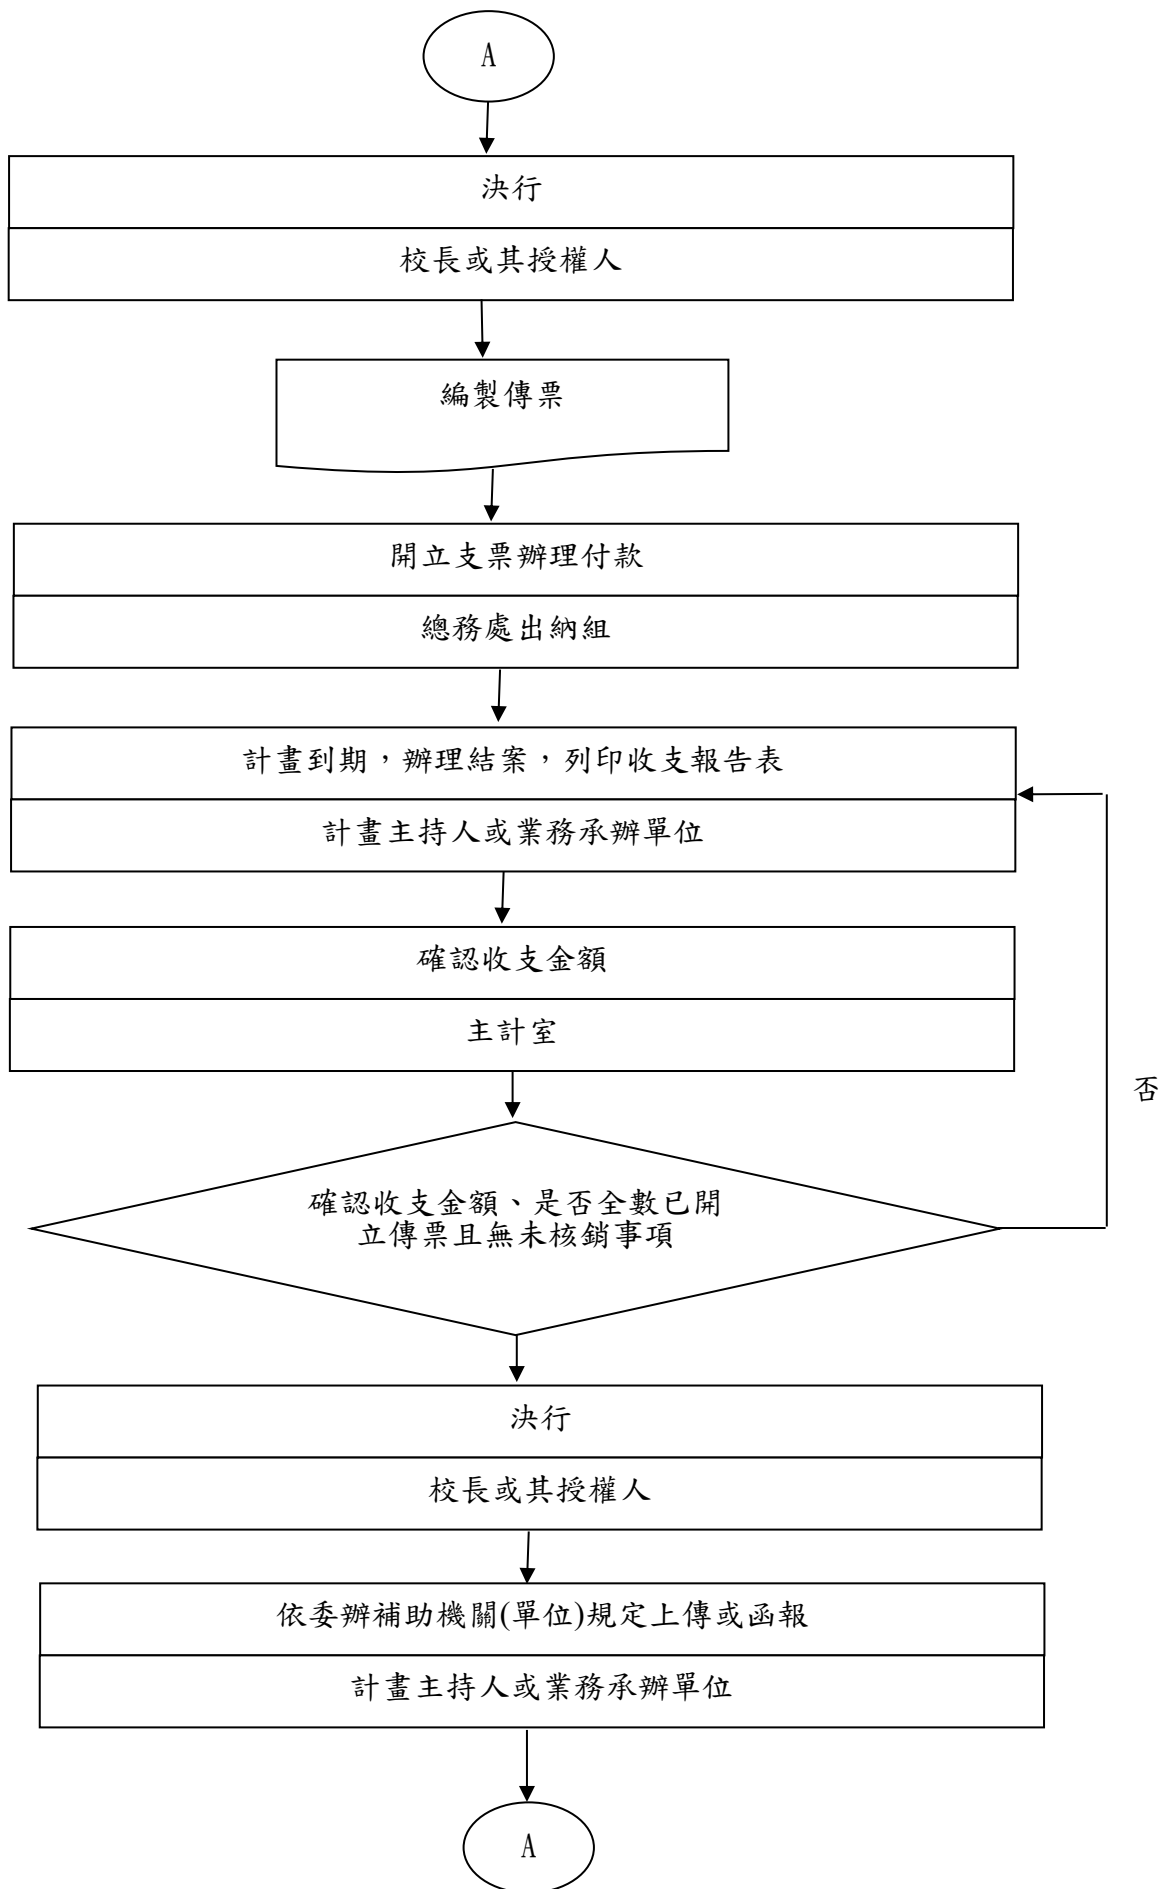 A
決行
校長或其授權人
編製傳票
開立支票辦理付款
總務處出納組
計畫到期，辦理結案，列印收支報告表
計畫主持人或業務承辦單位
確認收支金額
主計室
否
確認收支金額、是否全數已開
立傳票且無未核銷事項
決行
校長或其授權人
依委辦補助機關(單位)規定上傳或函報
計畫主持人或業務承辦單位
A